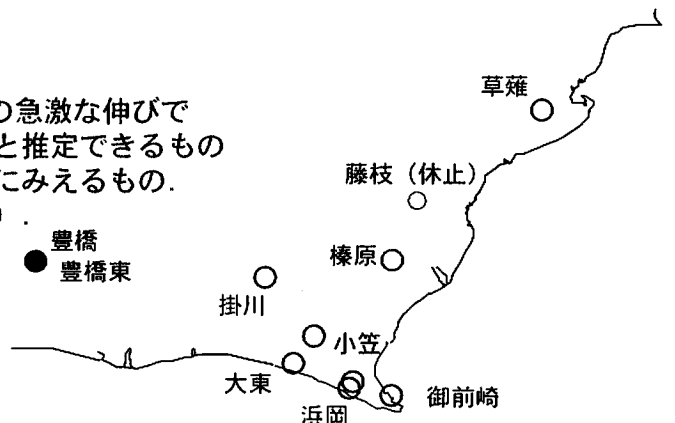 の急激な伸びで
と推定できるもの
にみえるもの.
.
草薙
藤枝（休止）
豊橋
豊橋東
榛原
掛川
小笠
大東
浜岡
御前崎